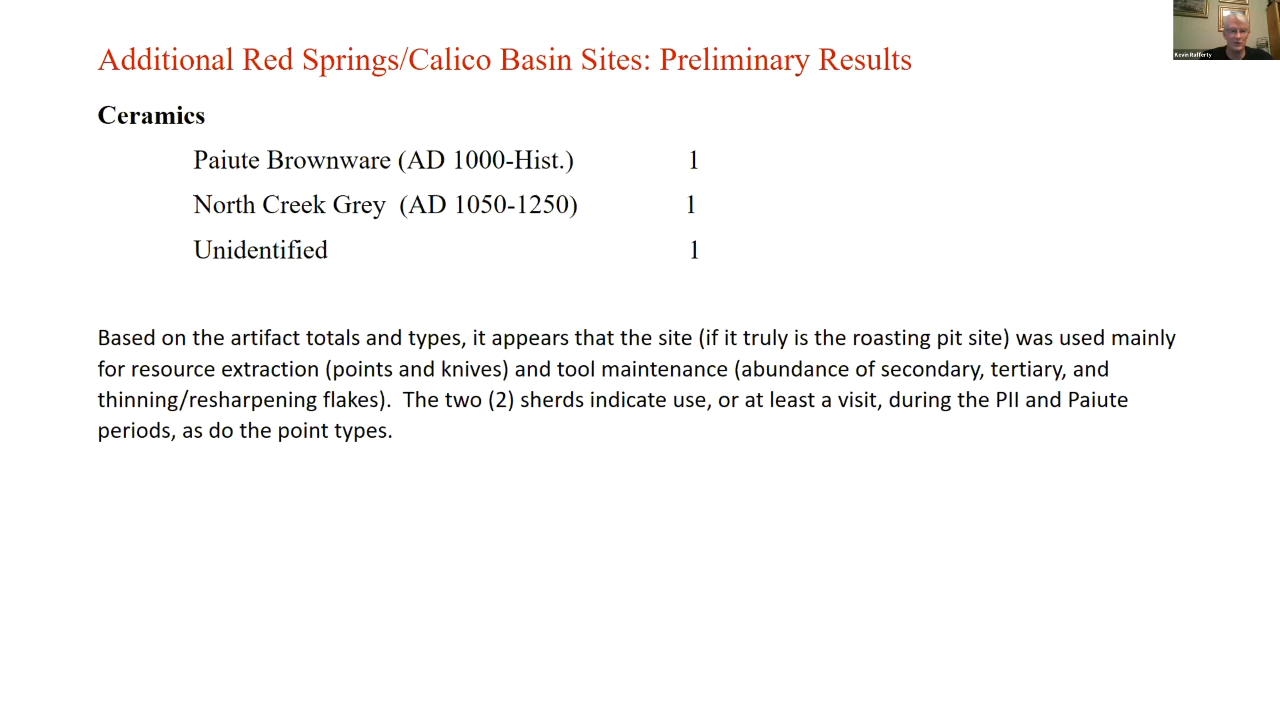 Additional Red Springs/Calico Basin Sites: Preliminary Results
Kevin Rafferty
Ceramics
Paiute Brownware (AD 1000-Hist.) 1
North Creek Grey (AD 1050-1250) 1
Unidentified 1
Based on the artifact totals and types, it appears that the site (if it truly is the roasting pit site) was used mainly
for resource extraction (points and knives) and tool maintenance (abundance of secondary, tertiary, and
thinning/resharpening flakes). The two (2) sherds indicate use, or at least a visit, during the PII and Paiute
periods, as do the point types.